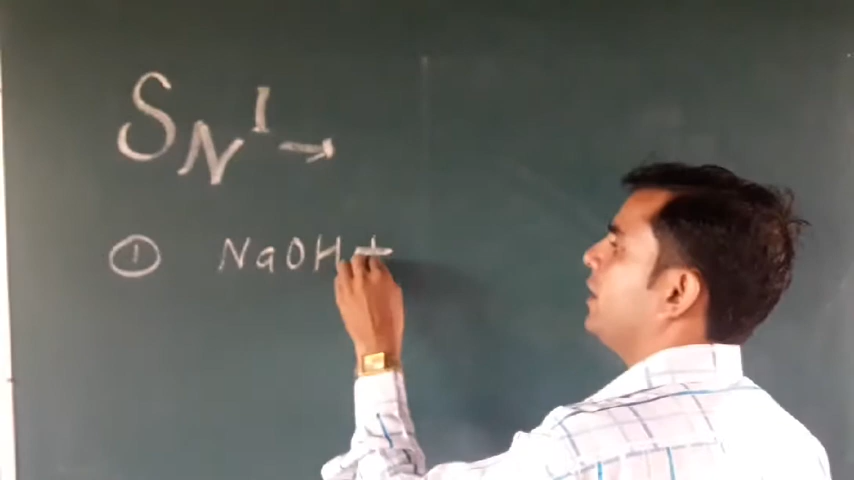 SN1 →
① NaOH +